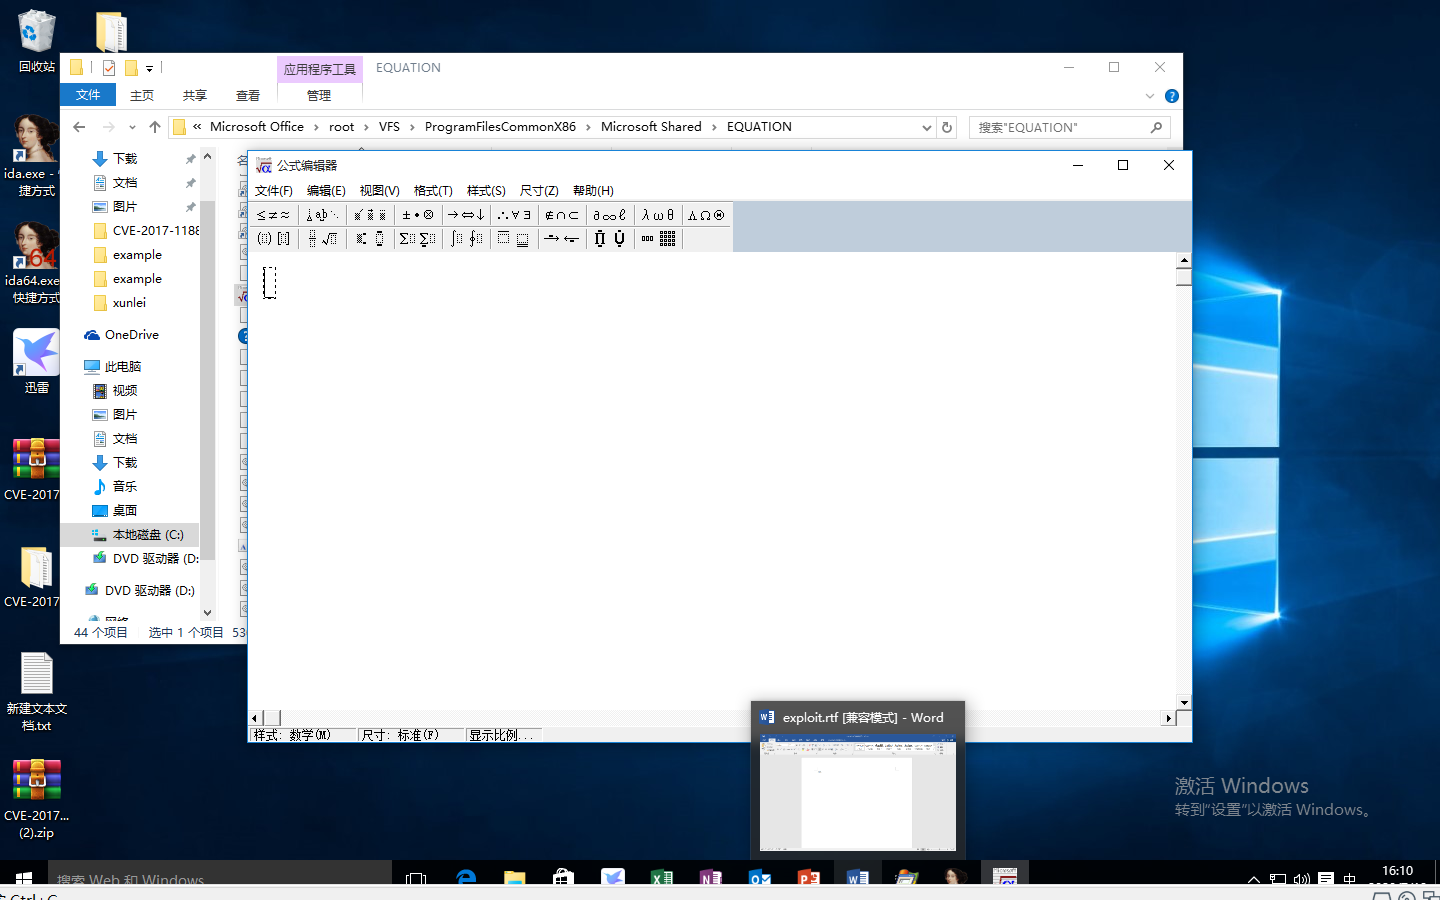 回收站
ida.exe - 快捷方式
ida64.exe
快捷方式
迅雷
CVE-2017
CVE-2017
新建文本文
档.txt
CVE-2017...
(2).zip
应用程序工具
EQUATION
文件
主页
共享
查看
管理
« Microsoft Office › root › VFS › ProgramFilesCommonX86 › Microsoft Shared › EQUATION
搜索"EQUATION"
下载
文档
图片
CVE-2017-1188
example
example
xunlei
OneDrive
此电脑
视频
图片
文档
下载
音乐
桌面
本地磁盘 (C:)
DVD 驱动器 (D:
DVD 驱动器 (D:)
网络
44 个项目
选中 1 个项目
公式编辑器
文件(F)
编辑(E)
视图(V)
格式(T)
样式(S)
尺寸(Z)
帮助(H)
样式: 数学(M)
尺寸: 标准(F)
显示比例...
exploit.rtf [兼容模式] - Word
激活 Windows
转到"设置"以激活 Windows。
搜索 Web 和 Windows
中
16:10
Ctrl+G